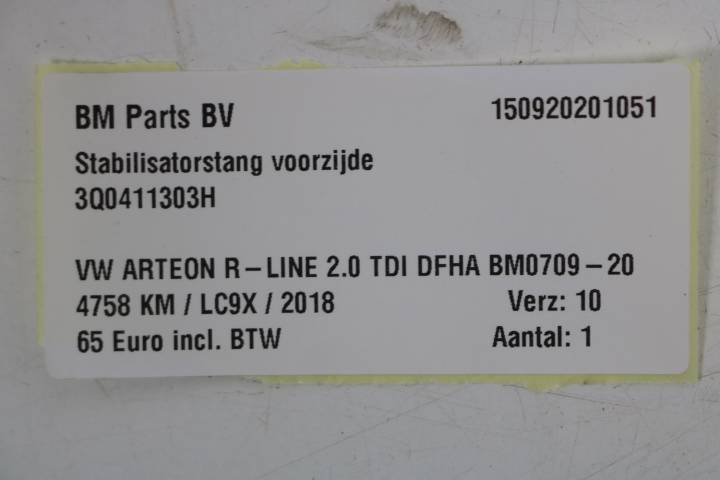 BM Parts BV 150920201051
Stabilisatorstang voorzijde
3Q0411303H
VW ARTEON R-LINE 2.0 TDI DFHA BM0709-20
4758 KM / LC9X / 2018 Verz: 10
65 Euro incl. BTW Aantal: 1